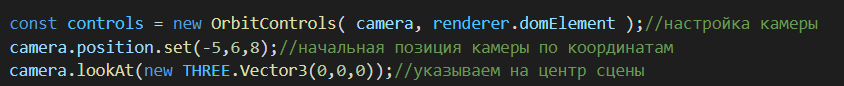 const controls = new OrbitControls( camera, renderer.domElement );//настройка камеры
camera.position.set(-5,6,8);//начальная позиция камеры по координатам
camera.lookAt(new THREE.Vector3(0,0,0));//указываем на центр сцены